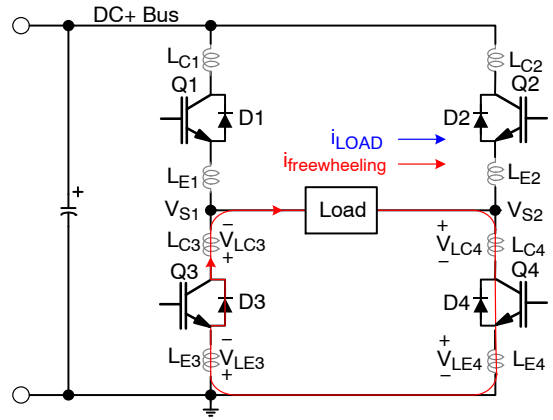 DC+ Bus
LC1
LC2
Q1
Q2
D1
D2
iLOAD
ifreewheeling
LE1
LE2
VS1
Load
VS2
−
+
LC3
VLC3
VLC4
LC4
+
−
Q3
Q4
D3
D4
−
+
LE3
VLE3
VLE4
LE4
+
−
+